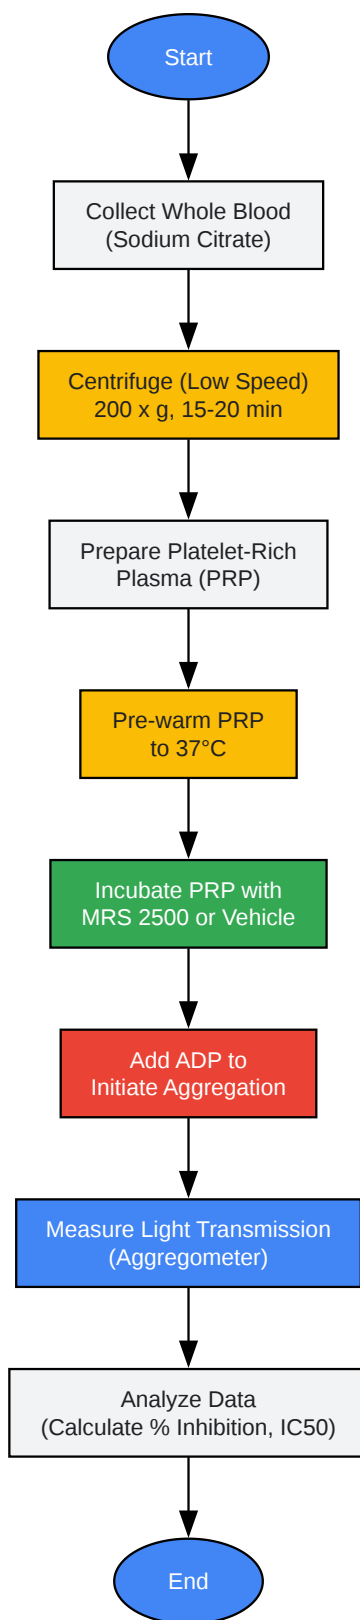 Start
Collect Whole Blood
(Sodium Citrate)
Centrifuge (Low Speed)
200 x g, 15-20 min
Prepare Platelet-Rich
Plasma (PRP)
Pre-warm PRP
to 37°C
Incubate PRP with
MRS 2500 or Vehicle
Add ADP to
Initiate Aggregation
Measure Light Transmission
(Aggregometer)
Analyze Data
(Calculate % Inhibition, IC50)
End